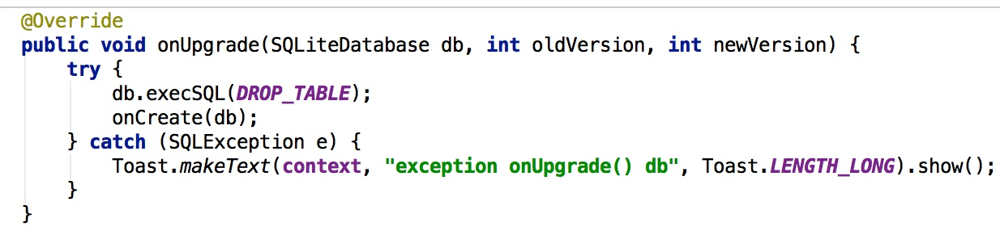 @Override
public void onUpgrade(SQLiteDatabase db, int oldVersion, int newVersion) {
    try {
        db.execSQL(DROP_TABLE);
        onCreate(db);
    } catch (SQLException e) {
        Toast.makeText(context, "exception onUpgrade() db", Toast.LENGTH_LONG).show();
    }
}